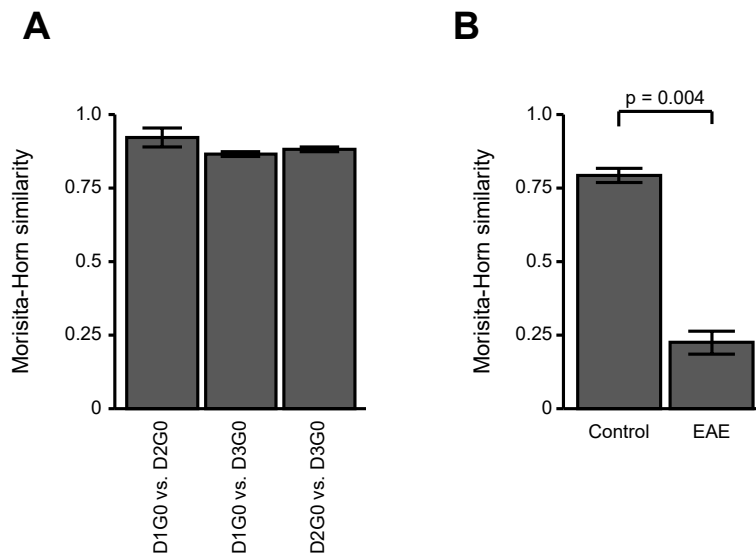 A
Morisita-Horn similarity
1.0
0.75
0.5
0.25
0
D1G0 vs. D2G0
D1G0 vs. D3G0
D2G0 vs. D3G0
B
Morisita-Horn similarity
1.0
0.75
0.5
0.25
0
p = 0.004
Control
EAE